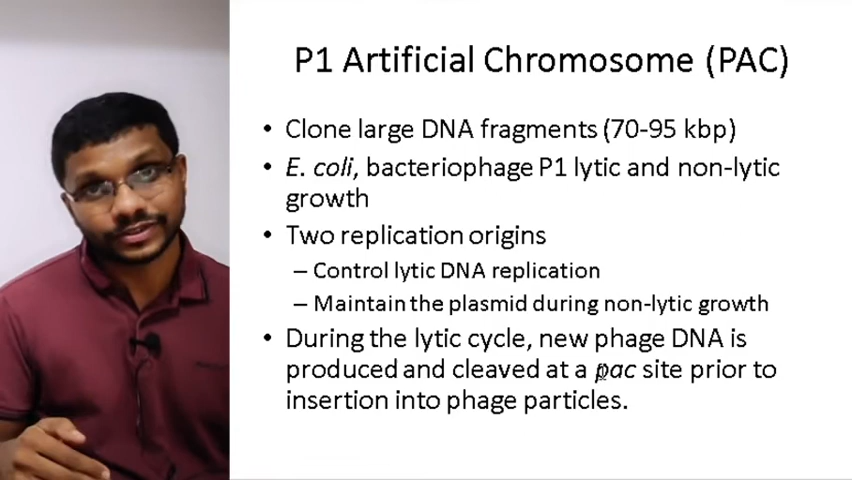 P1 Artificial Chromosome (PAC)
• Clone large DNA fragments (70-95 kbp)
• E. coli, bacteriophage P1 lytic and non-lytic
growth
• Two replication origins
– Control lytic DNA replication
– Maintain the plasmid during non-lytic growth
• During the lytic cycle, new phage DNA is
produced and cleaved at a pac site prior to
insertion into phage particles.